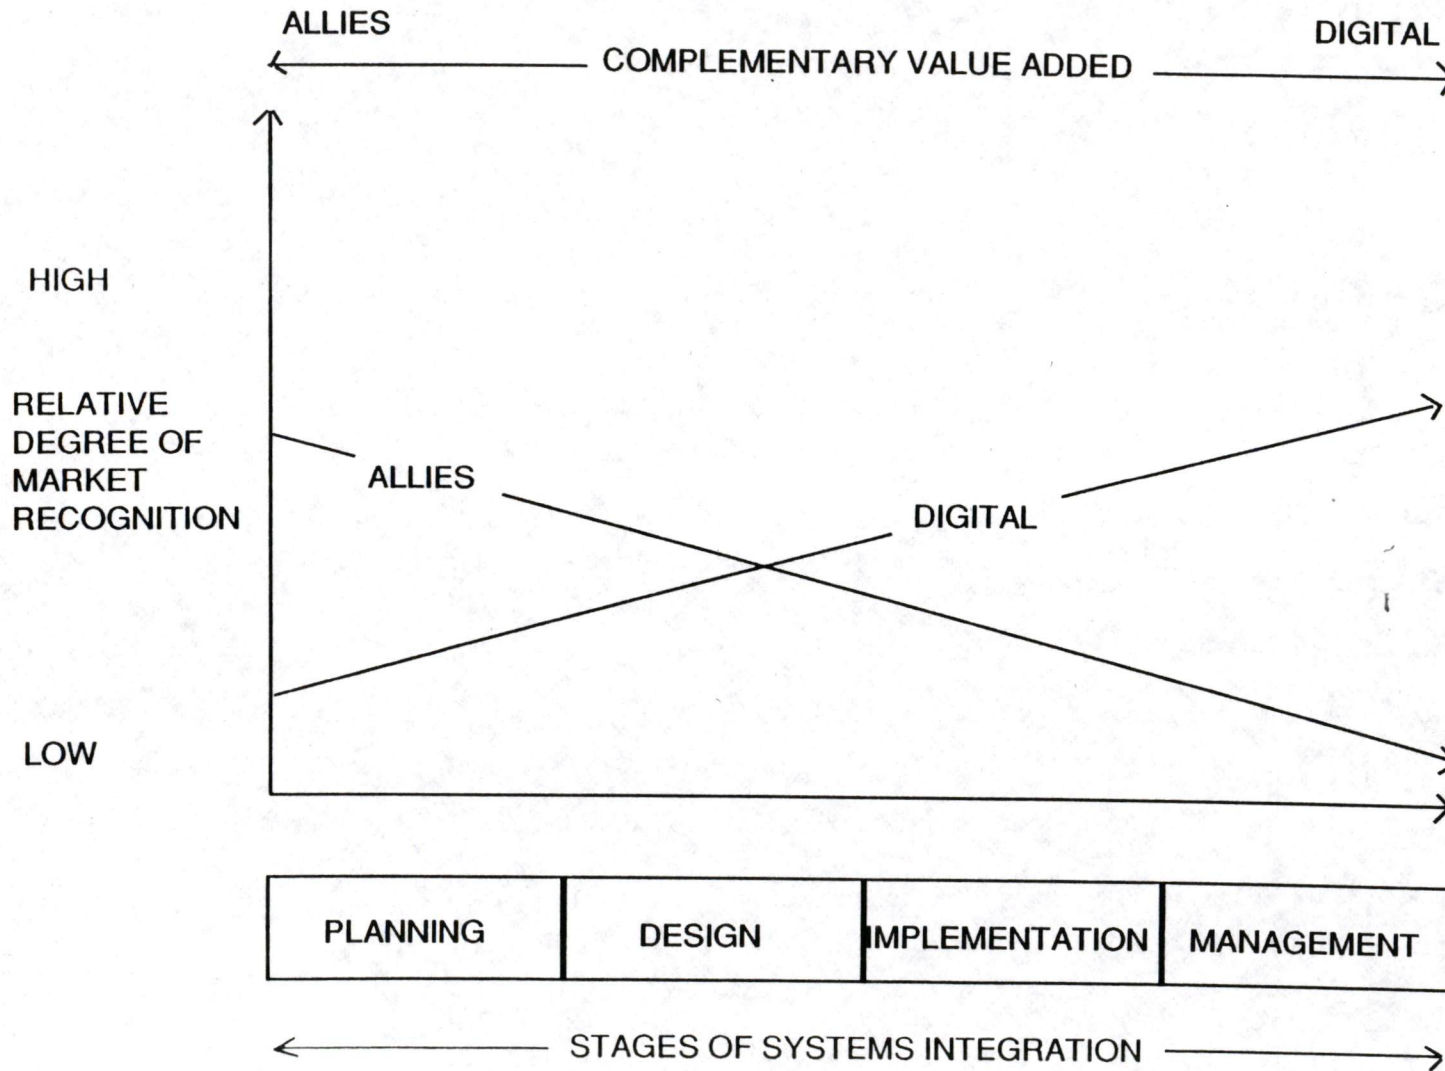 ALLIES
DIGITAL
COMPLEMENTARY VALUE ADDED
HIGH
RELATIVE
DEGREE OF
MARKET
RECOGNITION
ALLIES
DIGITAL
LOW
PLANNING
DESIGN
IMPLEMENTATION
MANAGEMENT
STAGES OF SYSTEMS INTEGRATION